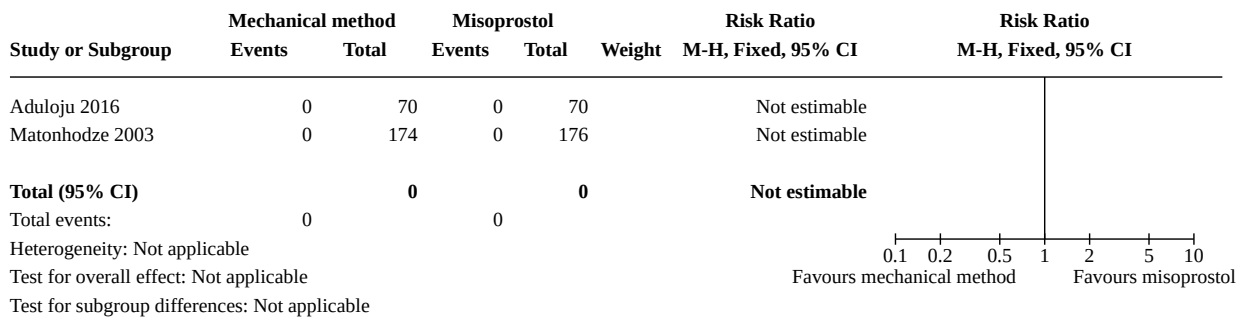 Mechanical method Misoprostol Risk Ratio Risk Ratio
Study or Subgroup Events Total Events Total Weight M-H, Fixed, 95% CI M-H, Fixed, 95% CI
Aduloju 2016 0 70 0 70 Not estimable
Matonhodze 2003 0 174 0 176 Not estimable
Total (95% CI) 0 0 Not estimable
Total events: 0 0
Heterogeneity: Not applicable
0.1 0.2 0.5 1 2 5 10
Test for overall effect: Not applicable Favours mechanical method Favours misoprostol
Test for subgroup differences: Not applicable